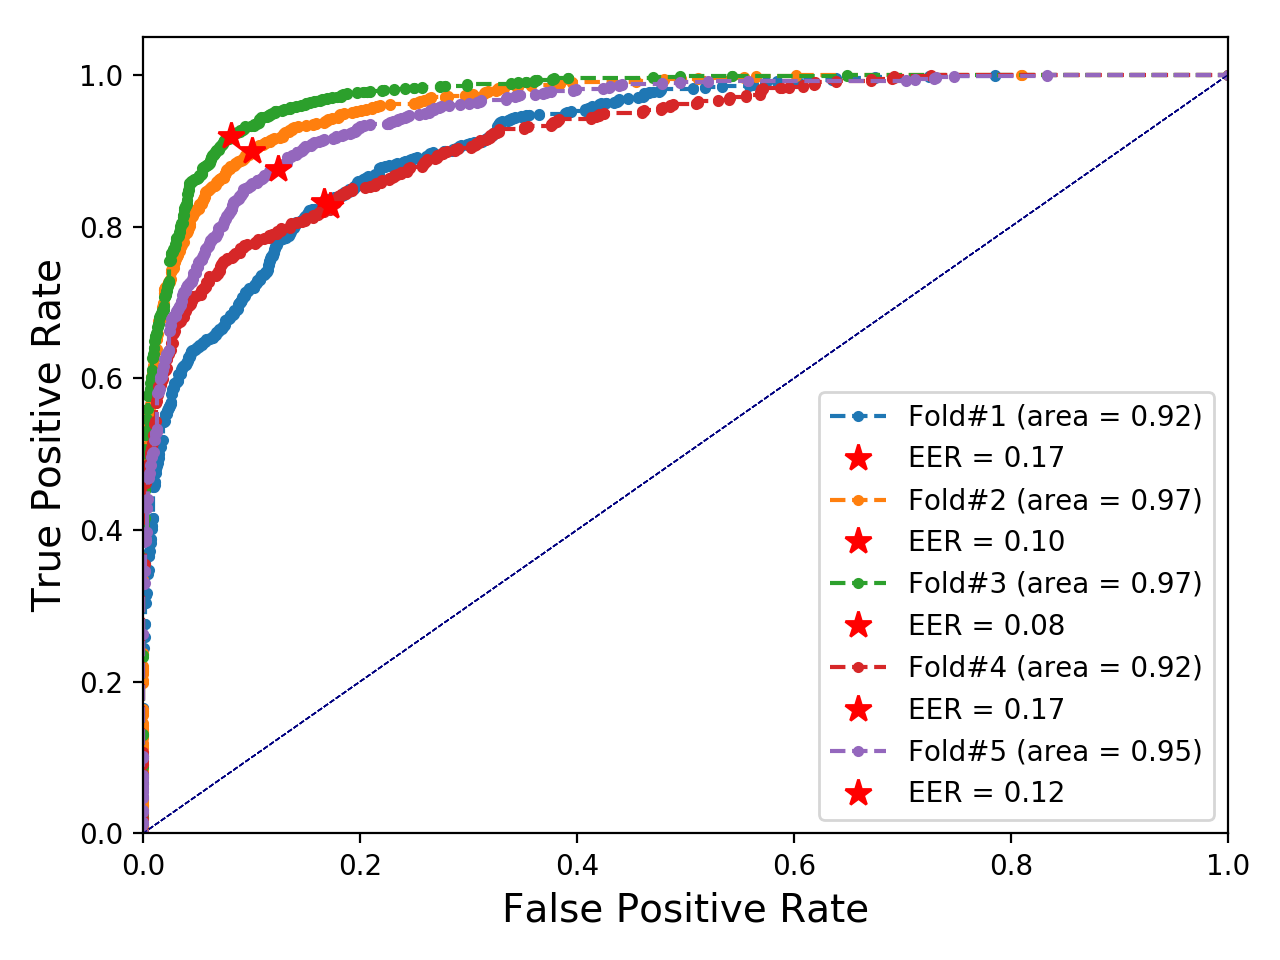 True Positive Rate
1.0
0.8
0.6
0.4
0.2
0.0
0.0 0.2 0.4 0.6 0.8 1.0
False Positive Rate
Fold#1 (area = 0.92)
EER = 0.17
Fold#2 (area = 0.97)
EER = 0.10
Fold#3 (area = 0.97)
EER = 0.08
Fold#4 (area = 0.92)
EER = 0.17
Fold#5 (area = 0.95)
EER = 0.12